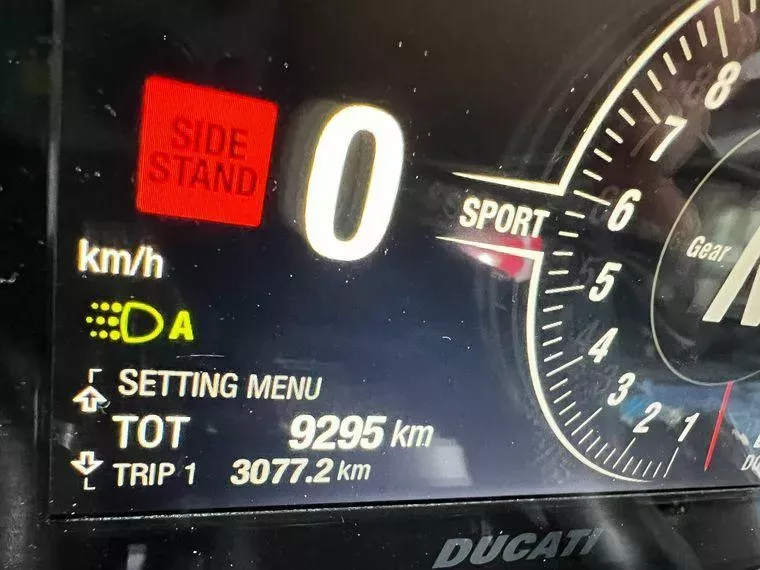 SIDE
STAND
0
km/h
A
SPORT
8
7
6
5
4
3
2
1
Gear
N
SETTING MENU
TOT 9295 km
TRIP 1 3077.2 km
DUCATI